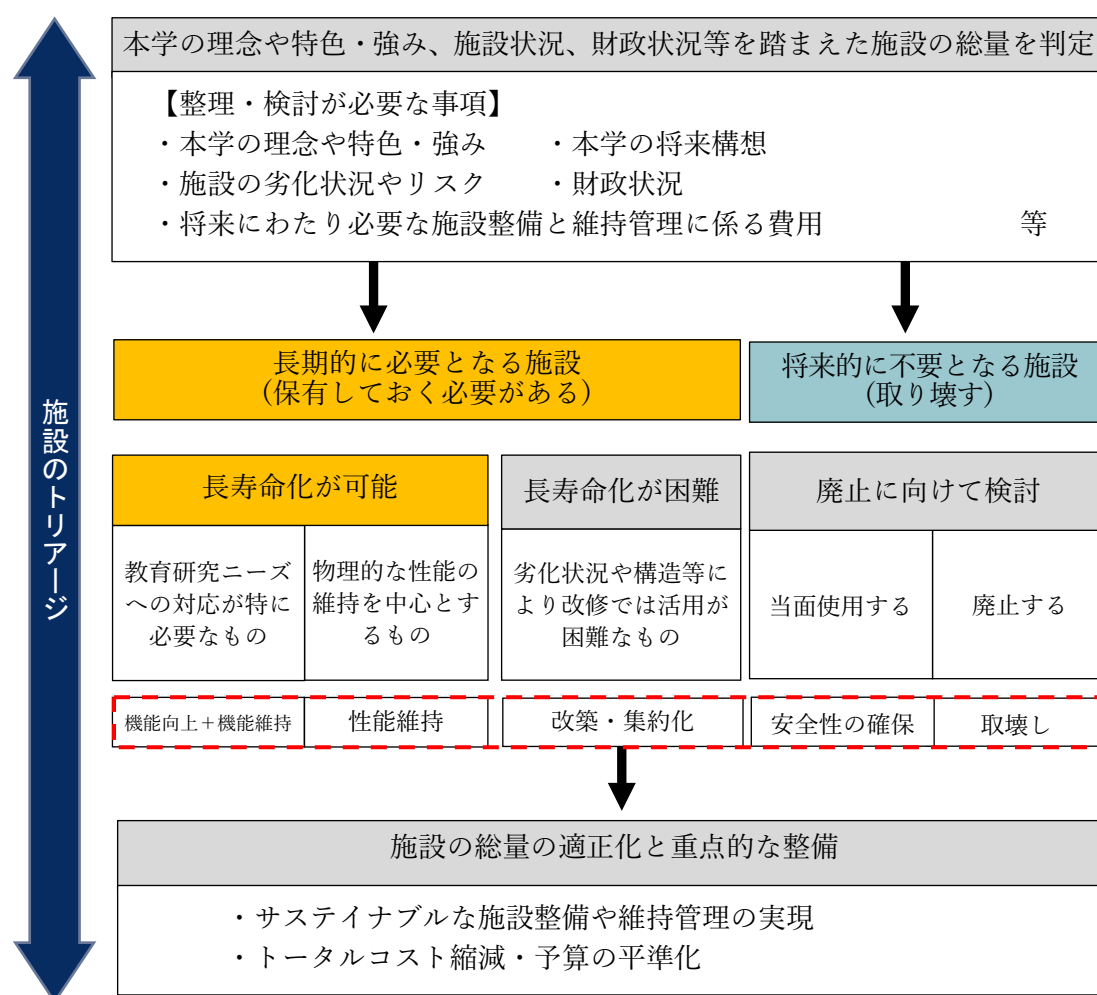 施設のトリアージ
本学の理念や特色・強み、施設状況、財政状況等を踏まえた施設の総量を判定
【整理・検討が必要な事項】
・本学の理念や特色・強み ・本学の将来構想
・施設の劣化状況やリスク ・財政状況
・将来にわたり必要な施設整備と維持管理に係る費用 等
長期的に必要となる施設
(保有しておく必要がある)
将来的に不要となる施設
(取り壊す)
長寿命化が可能
長寿命化が困難
廃止に向けて検討
教育研究ニーズ
への対応が特に
必要なもの
物理的な性能の
維持を中心とす
るもの
劣化状況や構造等に
より改修では活用が
困難なもの
当面使用する
廃止する
機能向上+機能維持
性能維持
改築・集約化
安全性の確保
取壊し
施設の総量の適正化と重点的な整備
・サステイナブルな施設整備や維持管理の実現
・トータルコスト縮減・予算の平準化